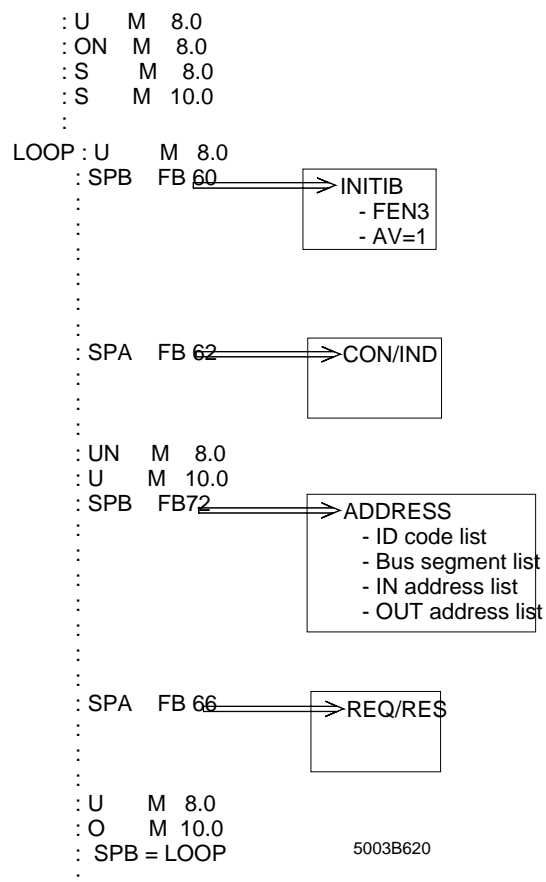 : U M 8.0
: ON M 8.0
: S M 8.0
: S M 10.0
:
LOOP : U M 8.0
: SPB FB 60 INITIB
: - FEN3
: - AV=1
:
:
:
:
:
: SPA FB 62 CON/IND
:
:
:
:
: UN M 8.0
: U M 10.0
: SPB FB72 ADDRESS
: - ID code list
: - Bus segment list
: - IN address list
: - OUT address list
:
:
:
:
: SPA FB 66 REQ/RES
:
:
:
: U M 8.0
: O M 10.0
: SPB = LOOP 5003B620
: